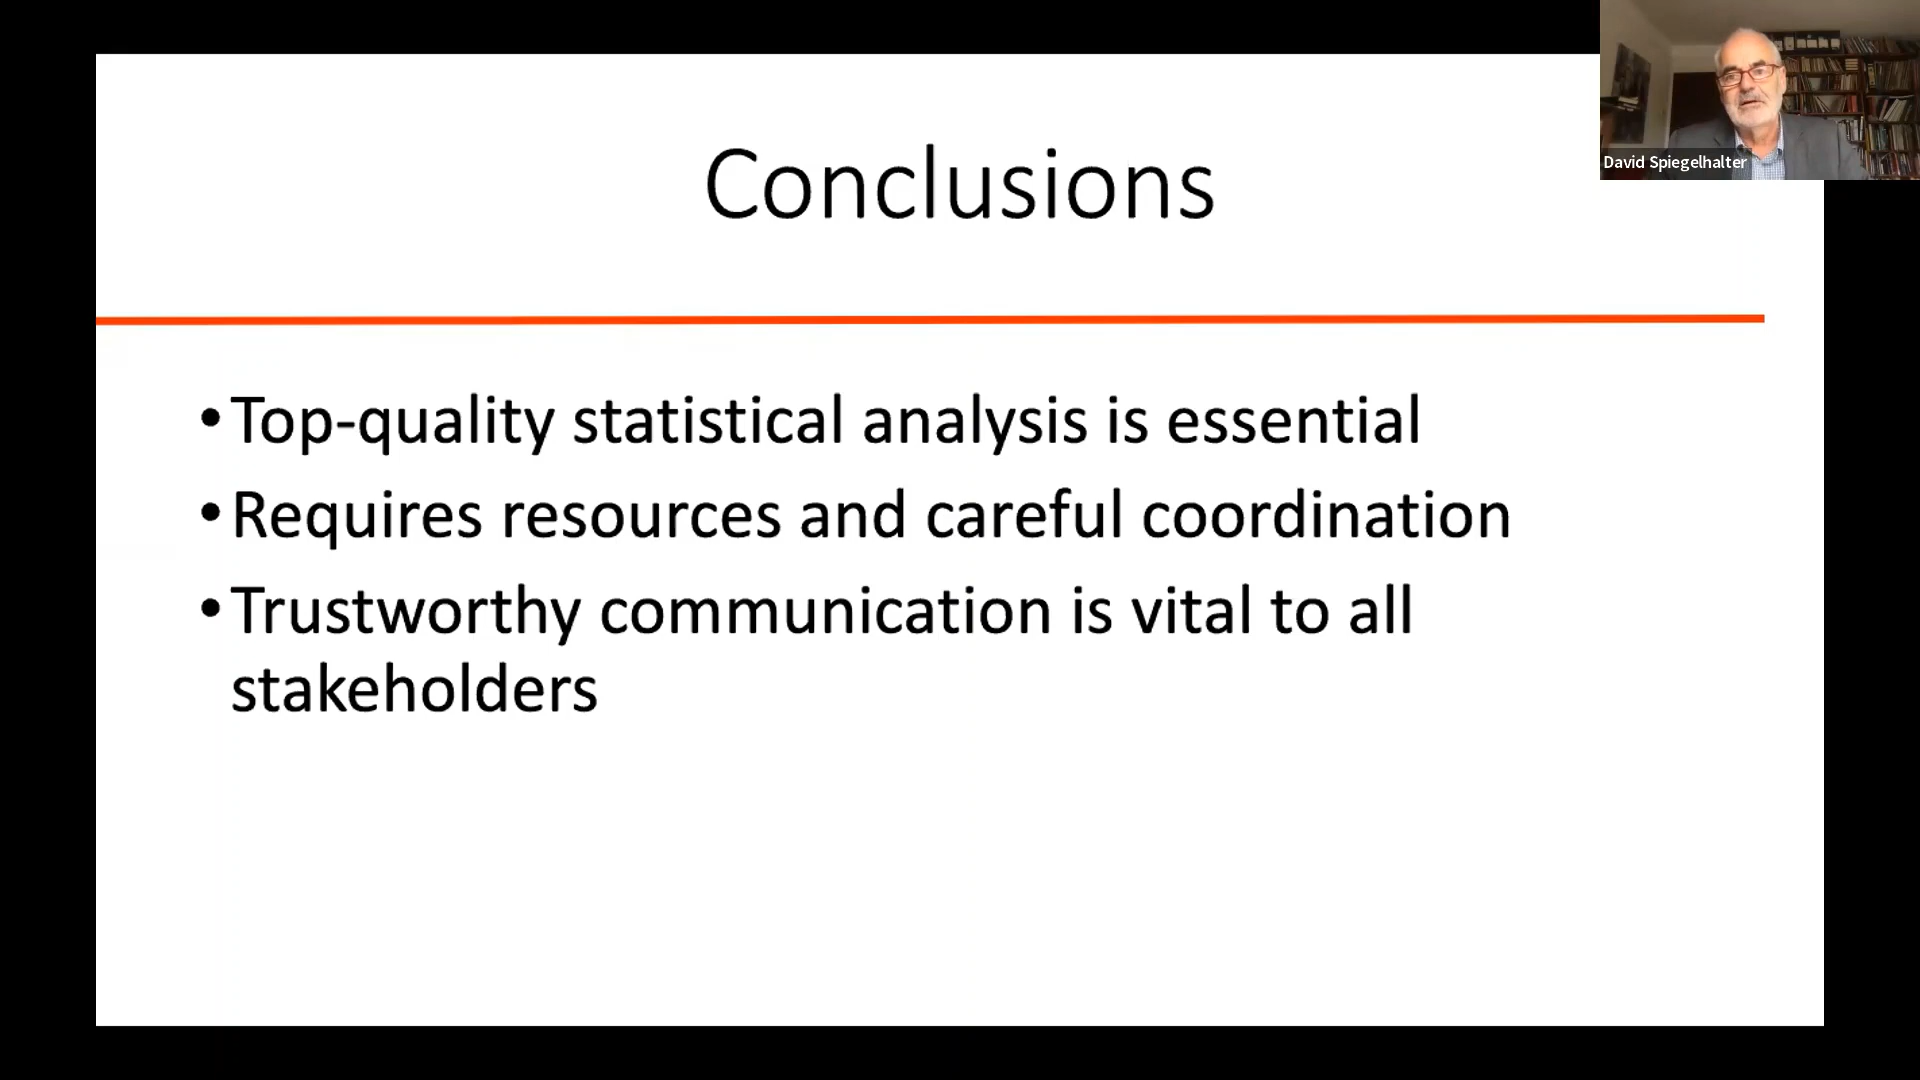 Conclusions
David Spiegelhalter
•Top-quality statistical analysis is essential
•Requires resources and careful coordination
•Trustworthy communication is vital to all
stakeholders